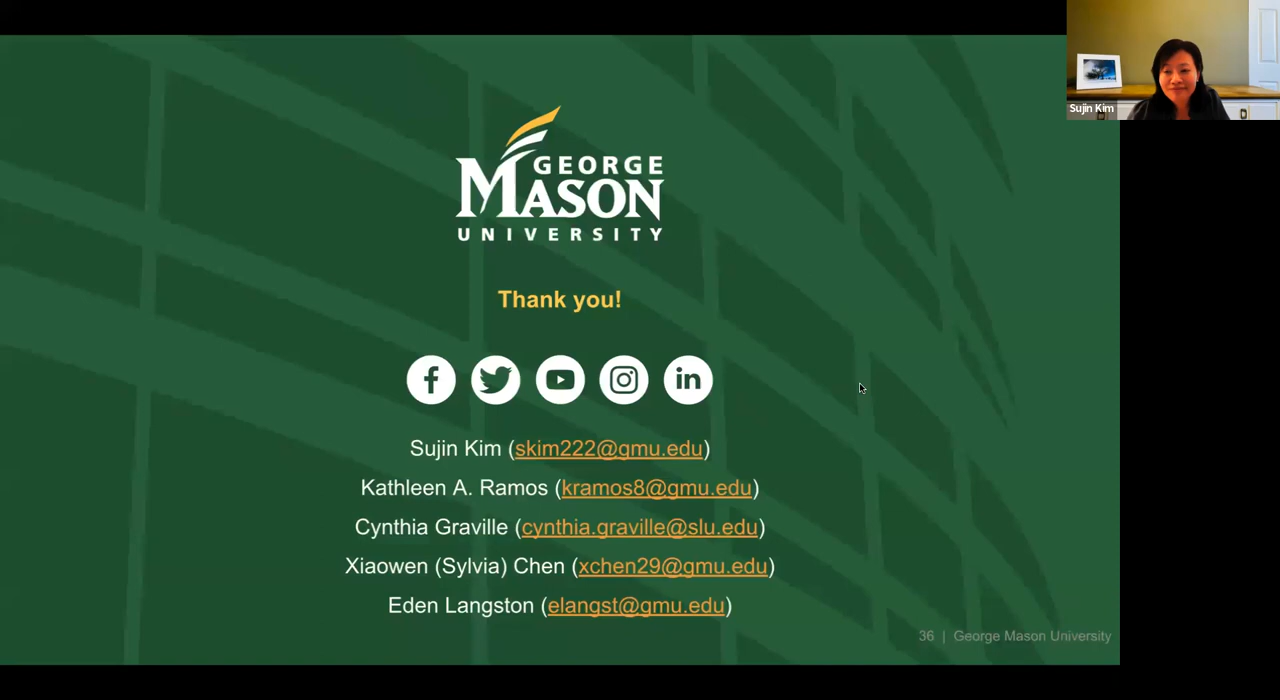 Sujin Kim
GEORGE
MASON
UNIVERSITY
Thank you!
Sujin Kim (skim222@gmu.edu)
Kathleen A. Ramos (kramos8@gmu.edu)
Cynthia Graville (cynthia.graville@slu.edu)
Xiaowen (Sylvia) Chen (xchen29@gmu.edu)
Eden Langston (elangst@gmu.edu)
36 | George Mason University